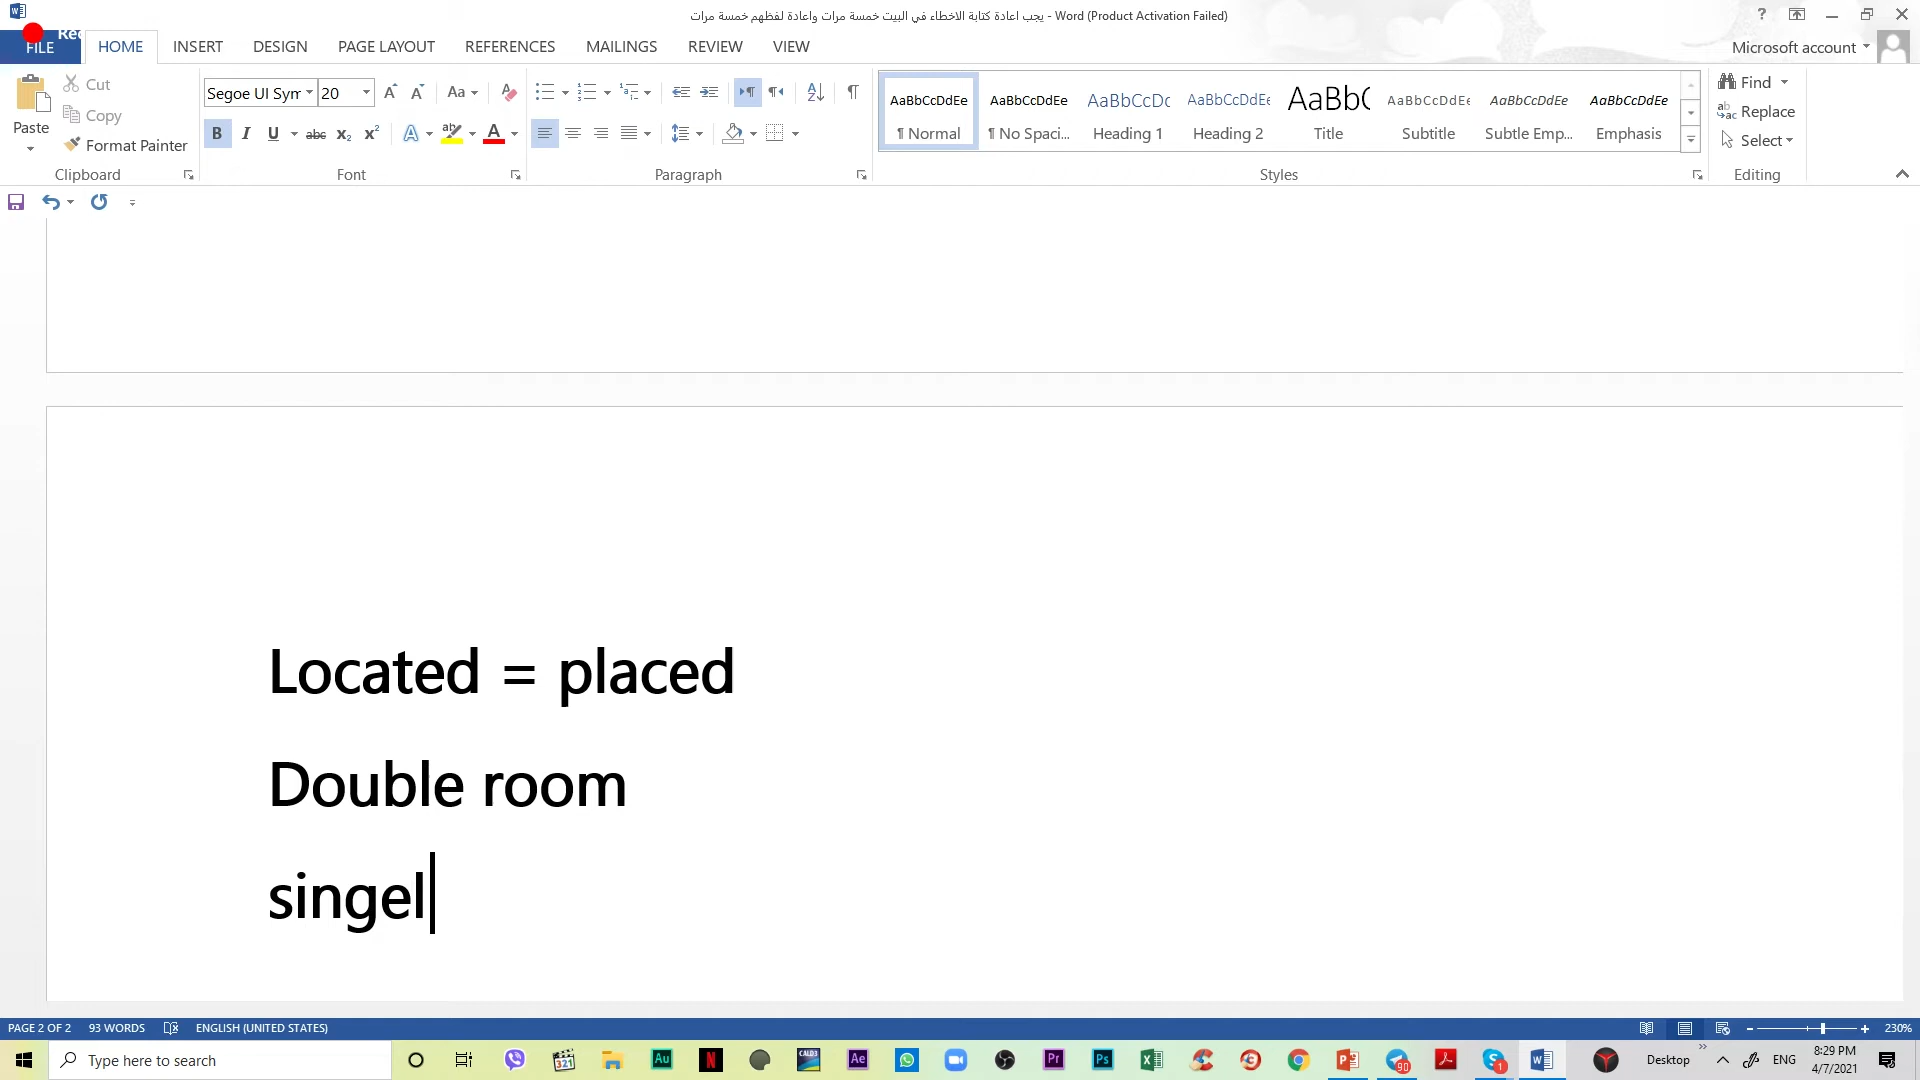 يجب اعادة كتابة الاخطاء في البيت خمسة مرات واعادة لفظهم خمسة مرات - Word (Product Activation Failed)
Rec
FILE HOME INSERT DESIGN PAGE LAYOUT REFERENCES MAILINGS REVIEW VIEW Microsoft account
Paste
Cut
Copy
Format Painter
Clipboard
Segoe UI Sym 20
Font
Paragraph
AaBbCcDdEe AaBbCcDdEe AaBbCcDc AaBbCcDdEe AaBbC AaBbCcDdEe AaBbCcDdEe AaBbCcDdEe
¶ Normal ¶ No Spaci... Heading 1 Heading 2 Title Subtitle Subtle Emp... Emphasis
Styles
Find
Replace
Select
Editing
Located = placed
Double room
singel
PAGE 2 OF 2 93 WORDS ENGLISH (UNITED STATES) 230%
Type here to search
Desktop ENG 8:29 PM
4/7/2021